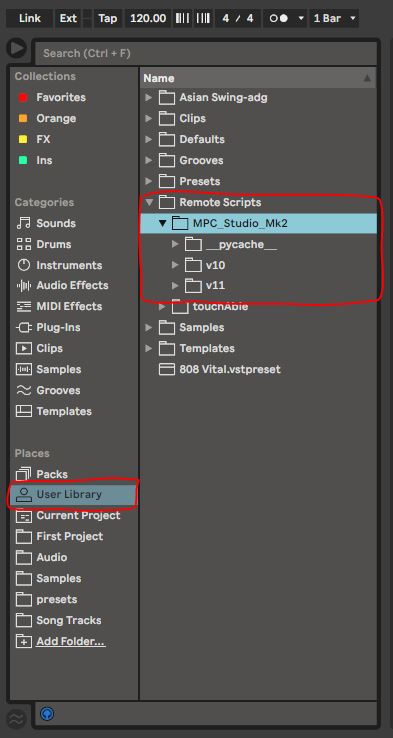 Link Ext Tap 120.00 4 / 4 1 Bar
Search (Ctrl + F)
Collections
Favorites
Orange
FX
Ins
Categories
Sounds
Drums
Instruments
Audio Effects
MIDI Effects
Plug-Ins
Clips
Samples
Grooves
Templates
Places
Packs
User Library
Current Project
First Project
Audio
Samples
presets
Song Tracks
Add Folder...
Name
Asian Swing-adg
Clips
Defaults
Grooves
Presets
Remote Scripts
MPC_Studio_Mk2
__pycache__
v10
v11
touchAble
Samples
Templates
808 Vital.vstpreset